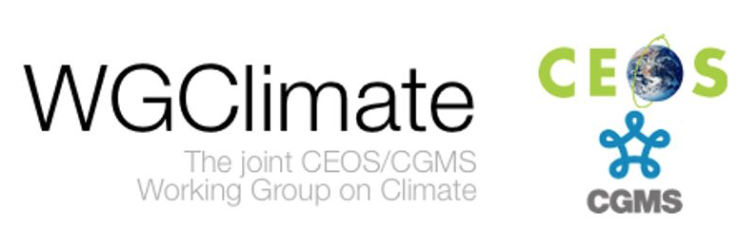 WGClimate
The joint CEOS/CGMS
Working Group on Climate
CEOS
CGMS